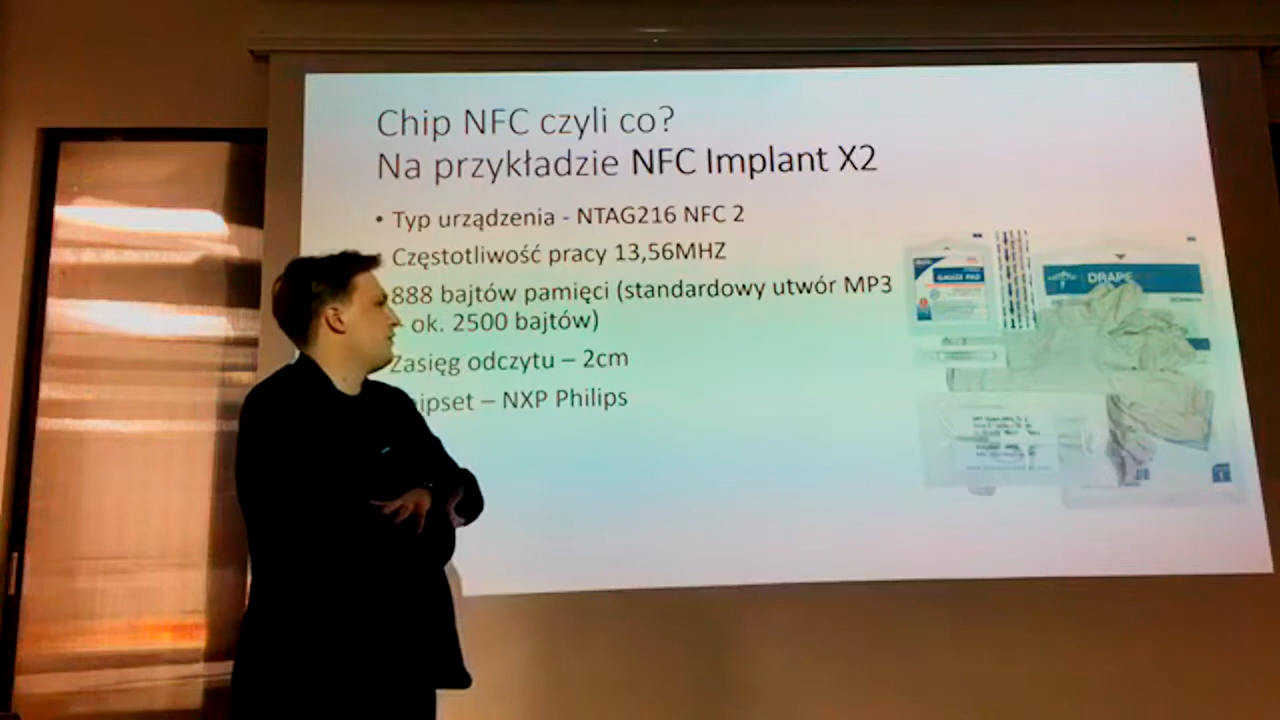 Chip NFC czyli co?
Na przykładzie NFC Implant X2
• Typ urządzenia - NTAG216 NFC 2
Częstotliwość pracy 13,56MHZ
888 bajtów pamięci (standardowy utwór MP3
ok. 2500 bajtów)
Zasięg odczytu – 2cm
ipset – NXP Philips
GAUZE PAD
DRAPE